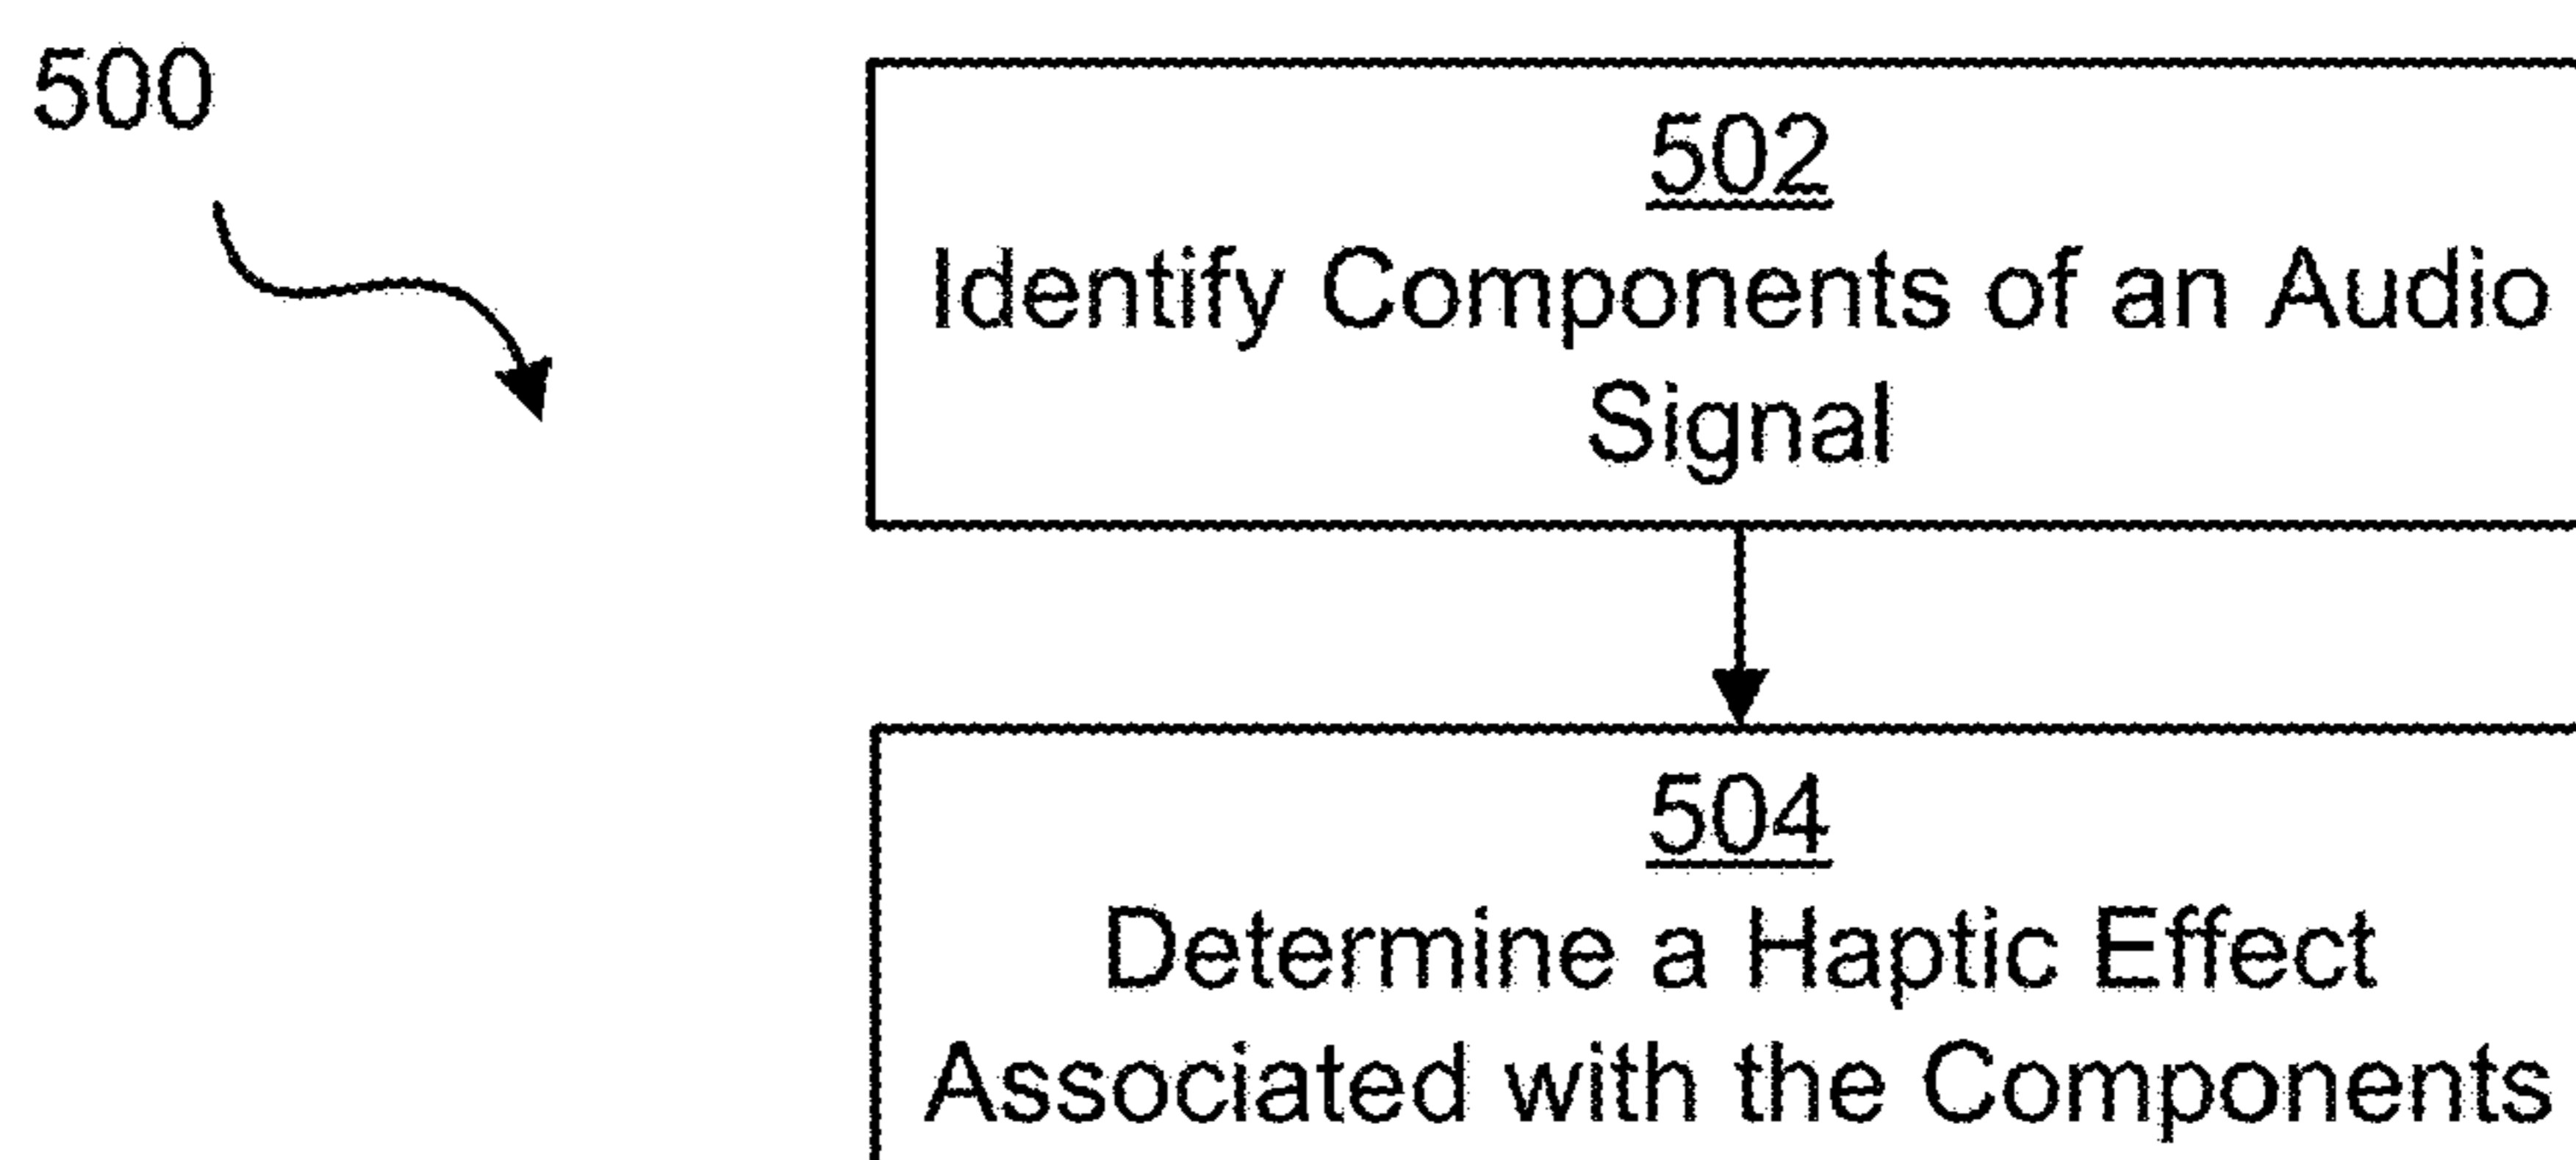 500
502
Identify Components of an Audio
Signal
504
Determine a Haptic Effect
Associated with the Components